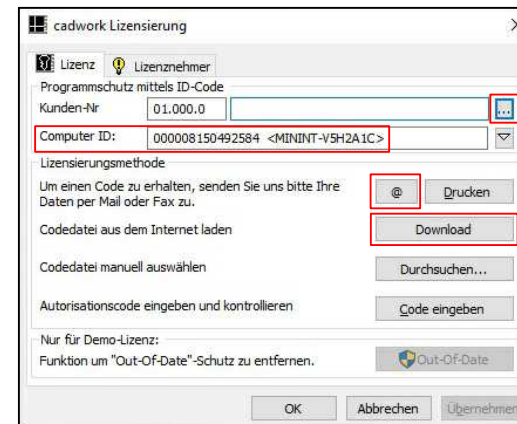 cadwork Lizensierung
Lizenz Lizenznehmer
Programmschutz mittels ID-Code
Kunden-Nr 01.000.0 ...
Computer ID: 000008150492584 <MININT-V5H2A1C>
Lizensierungsmethode
Um einen Code zu erhalten, senden Sie uns bitte Ihre
Daten per Mail oder Fax zu.
@ Drucken
Codedatei aus dem Internet laden Download
Codedatei manuell auswählen Durchsuchen...
Autorisationscode eingeben und kontrollieren Code eingeben
Nur für Demo-Lizenz:
Funktion um "Out-Of-Date"-Schutz zu entfernen. Out-Of-Date
OK Abbrechen Übernehmen